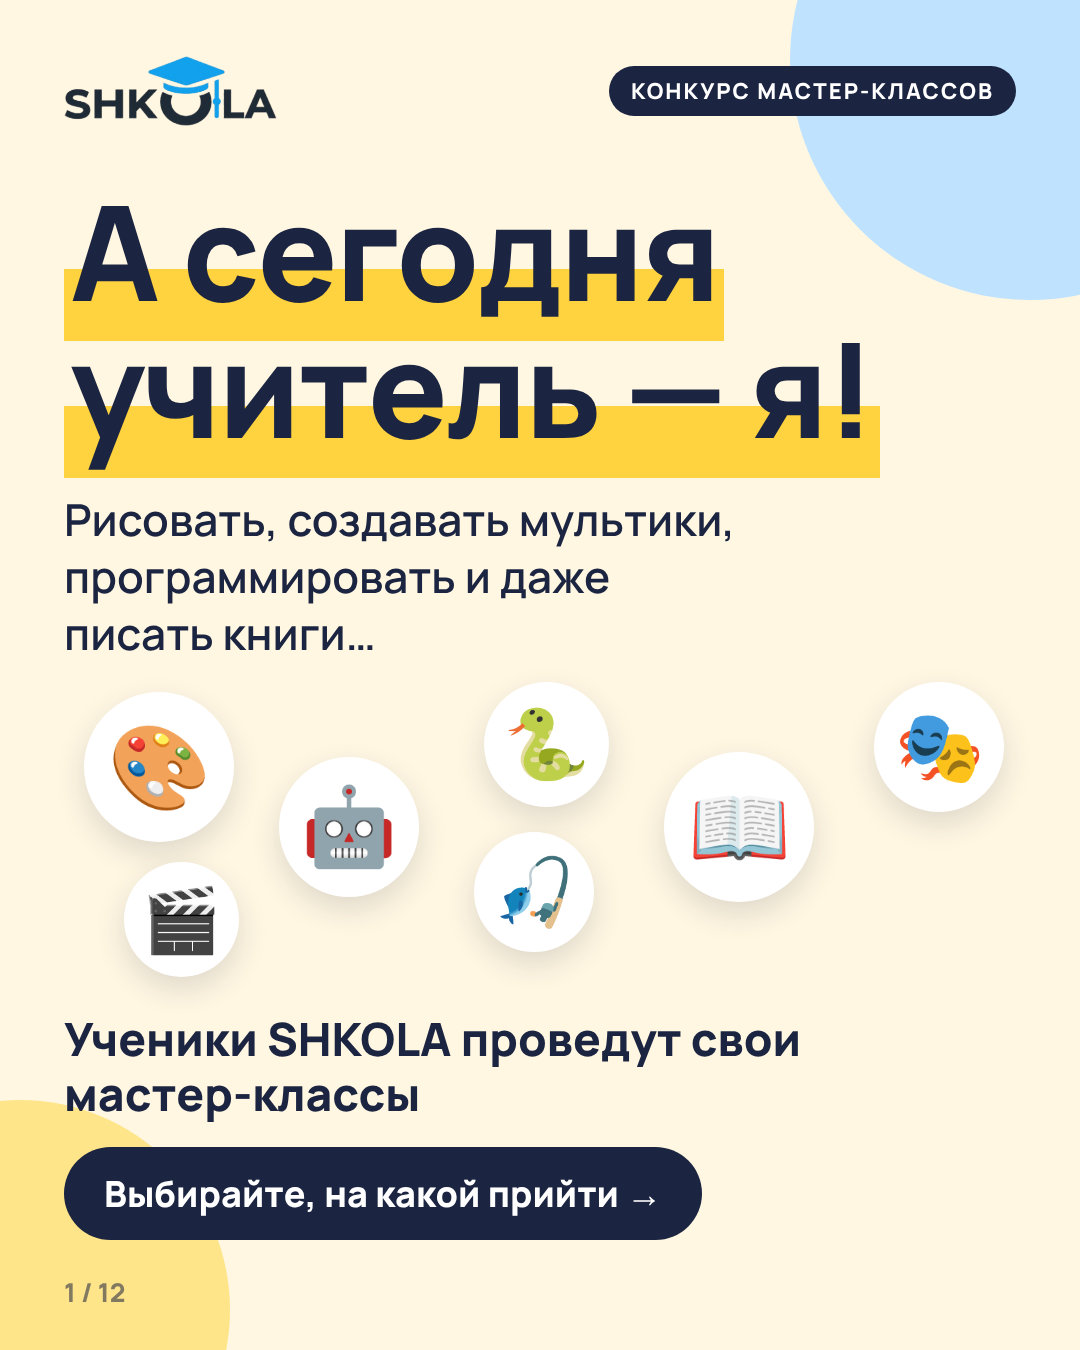 SHKOLA
КОНКУРС МАСТЕР-КЛАССОВ
А сегодня
учитель — я!
Рисовать, создавать мультики,
программировать и даже
писать книги...
Ученики SHKOLA проведут свои
мастер-классы
Выбирайте, на какой прийти →
1 / 12